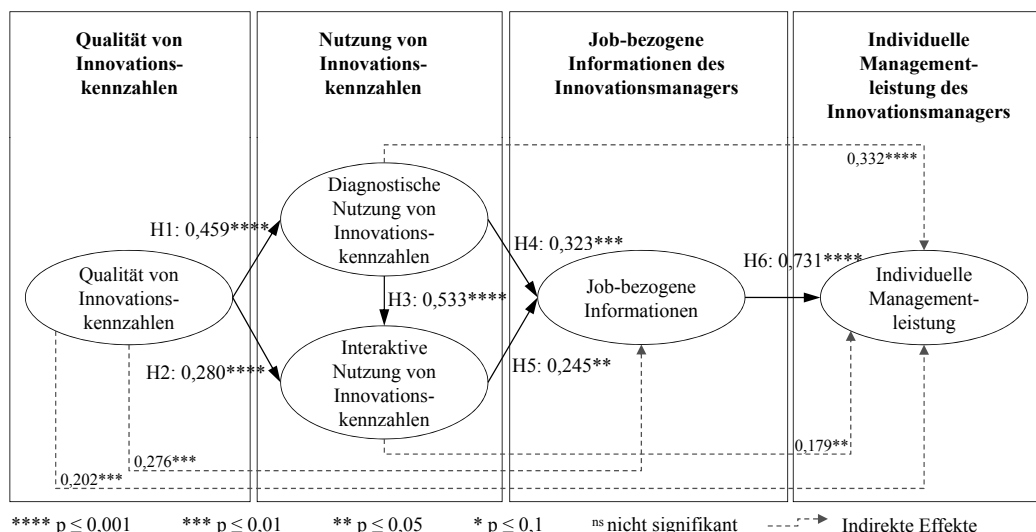 Qualität von
Innovations-
kennzahlen
Nutzung von
Innovations-
kennzahlen
Job-bezogene
Informationen des
Innovationsmanagers
Individuelle
Management-
leistung des
Innovationsmanagers
0,332****
Diagnostische
Nutzung von
Innovations-
kennzahlen
H1: 0,459****
H4: 0,323***
H6: 0,731****
Qualität von
Innovations-
kennzahlen
H3: 0,533****
Job-bezogene
Informationen
Individuelle
Management-
leistung
H2: 0,280****
Interaktive
Nutzung von
Innovations-
kennzahlen
H5: 0,245**
0,179**
0,276***
0,202***
**** p ≤ 0,001 *** p ≤ 0,01 ** p ≤ 0,05 * p ≤ 0,1 ns nicht signifikant Indirekte Effekte